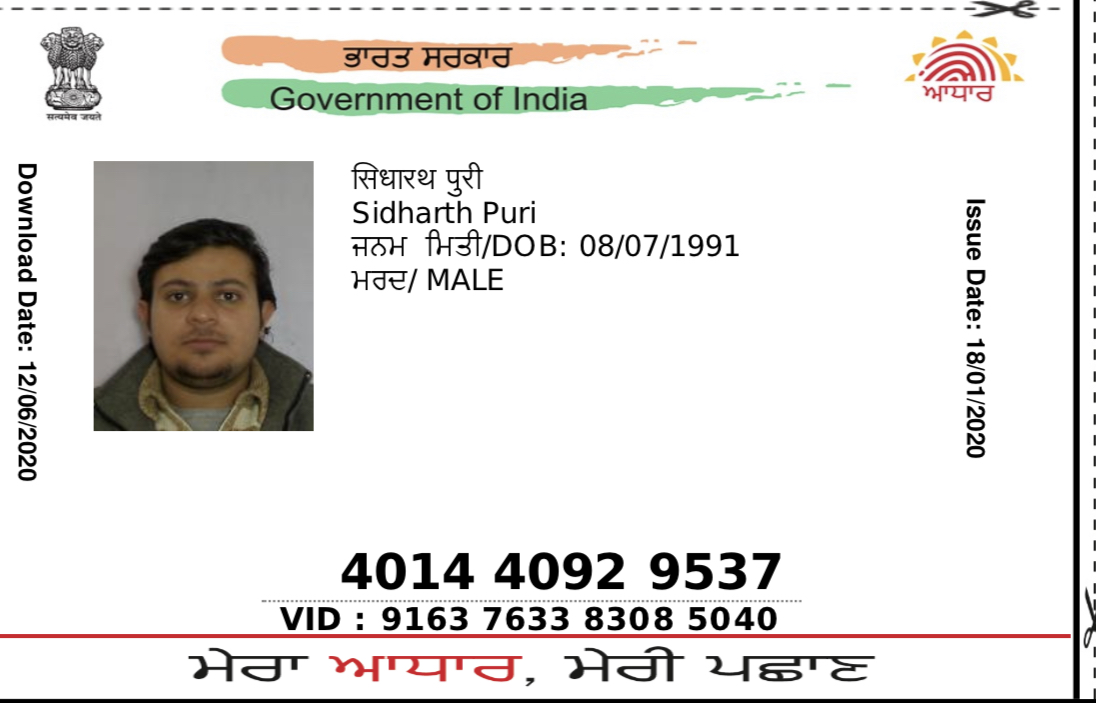 ਭਾਰਤ ਸਰਕਾਰ
Government of India
सत्यमेव जयते
ਆਧਾਰ
Download Date: 12/06/2020
ਸਿਧਾਰਥ ਪੁਰੀ
Sidharth Puri
ਜਨਮ ਮਿਤੀ/DOB: 08/07/1991
ਮਰਦ/ MALE
Issue Date: 18/01/2020
4014 4092 9537
VID : 9163 7633 8308 5040
ਮੇਰਾ ਆਧਾਰ, ਮੇਰੀ ਪਛਾਣ